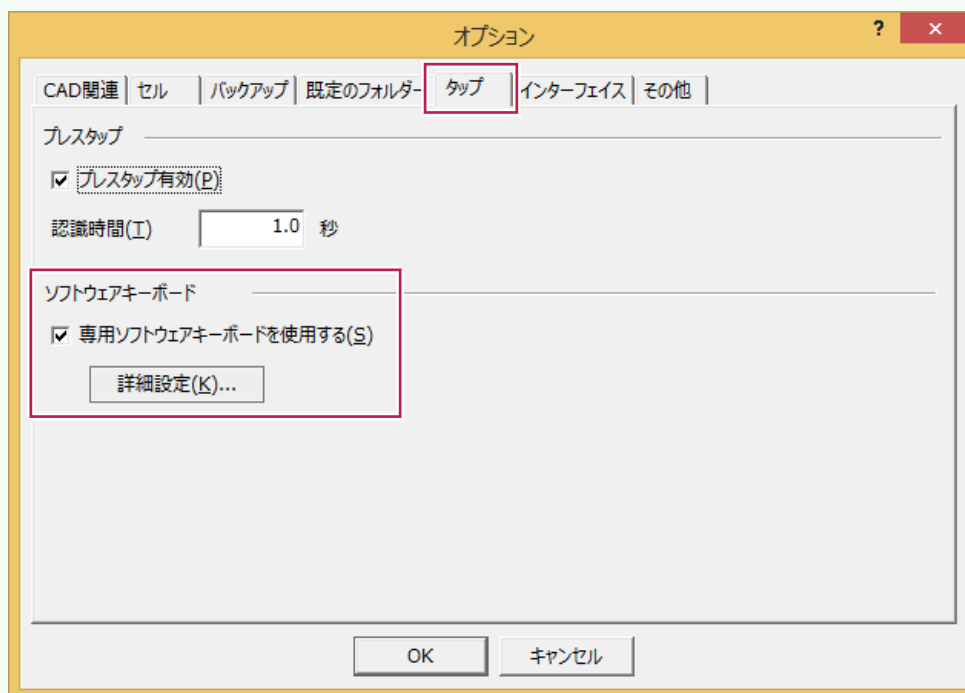 オプション ? ×
CAD関連 セル バックアップ 既定のフォルダー タップ インターフェイス その他
プレスタップ
プレスタップ有効(P)
認識時間(T) 1.0 秒
ソフトウェアキーボード
専用ソフトウェアキーボードを使用する(S)
詳細設定(K)...
OK キャンセル